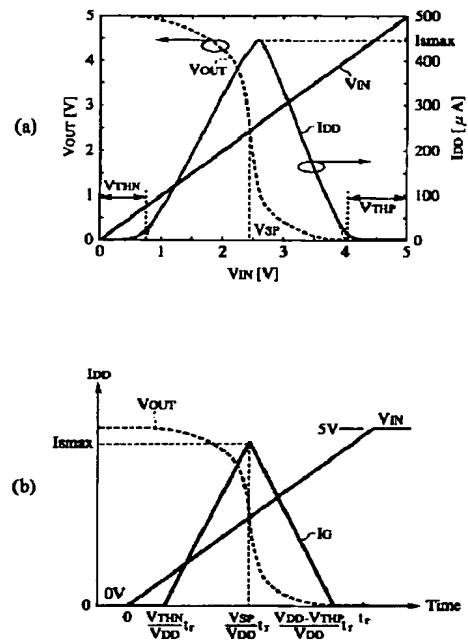 (a)
VOUT [V]
5
4
3
2
1
0
VOUT
Ismax
VIN
IDD
VTHN
VSP
VTHP
500
400
300
200
100
0
IDD [μA]
0 1 2 3 4 5
VIN [V]
(b)
IDD
VOUT
Ismax
5V
VIN
IG
0V
0
0 VTHN/VDD tr VSP/VDD tr VDD-VTHP/VDD tr tr
Time